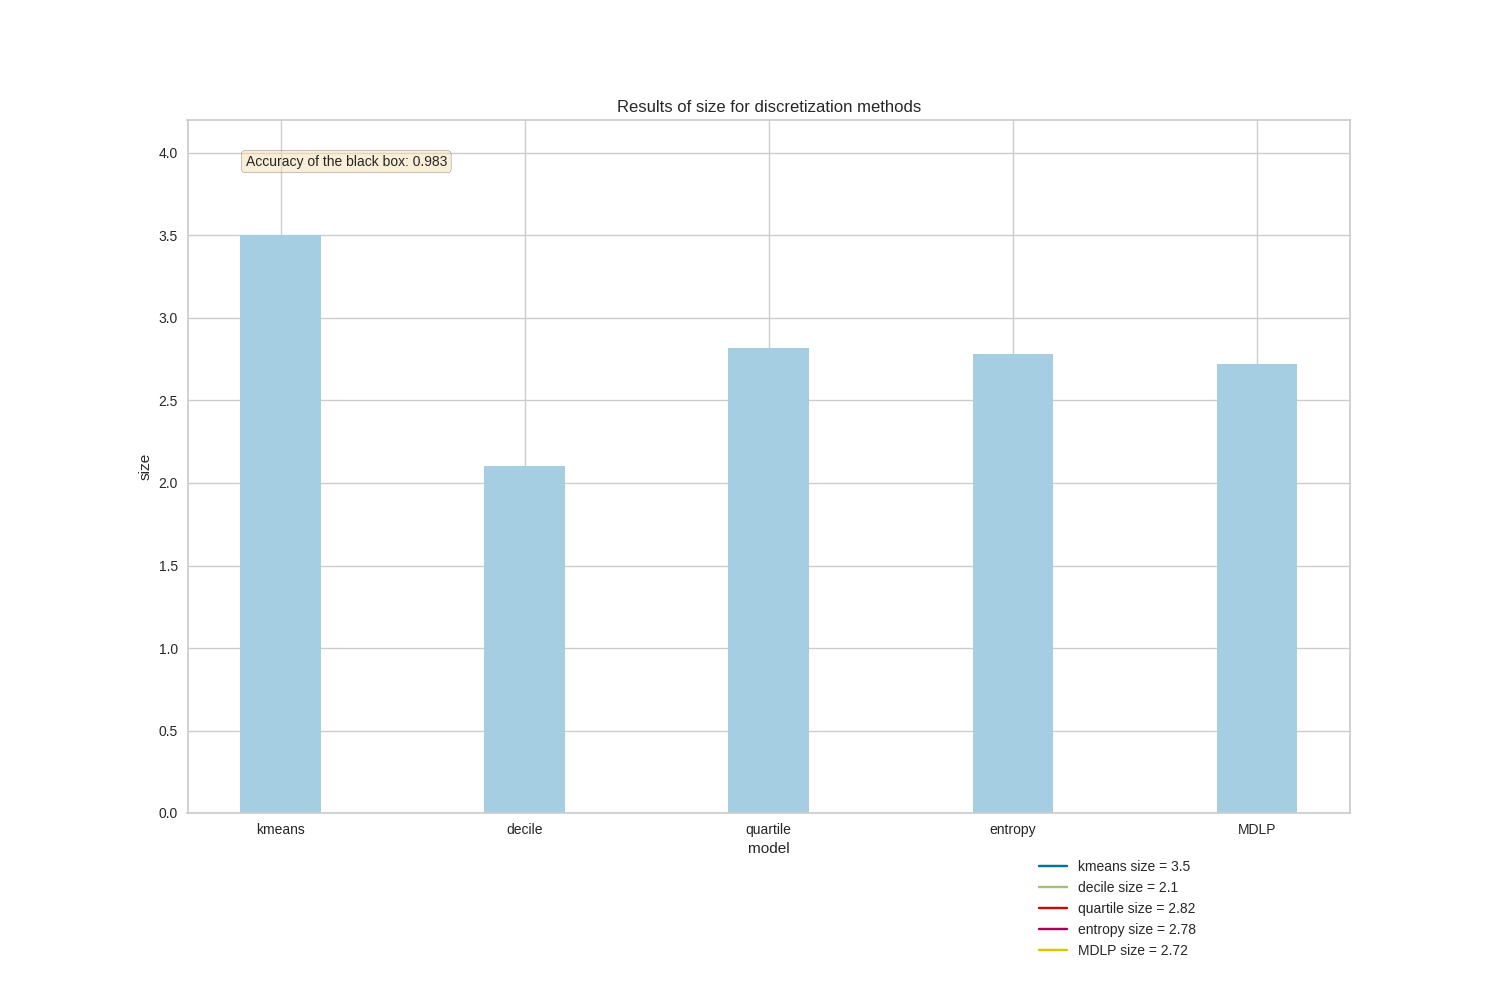 Results of size for discretization methods
4.0
Accuracy of the black box: 0.983
3.5
3.0
2.5
2.0
1.5
1.0
0.5
0.0
size
kmeans decile quartile entropy MDLP
model
kmeans size = 3.5
decile size = 2.1
quartile size = 2.82
entropy size = 2.78
MDLP size = 2.72